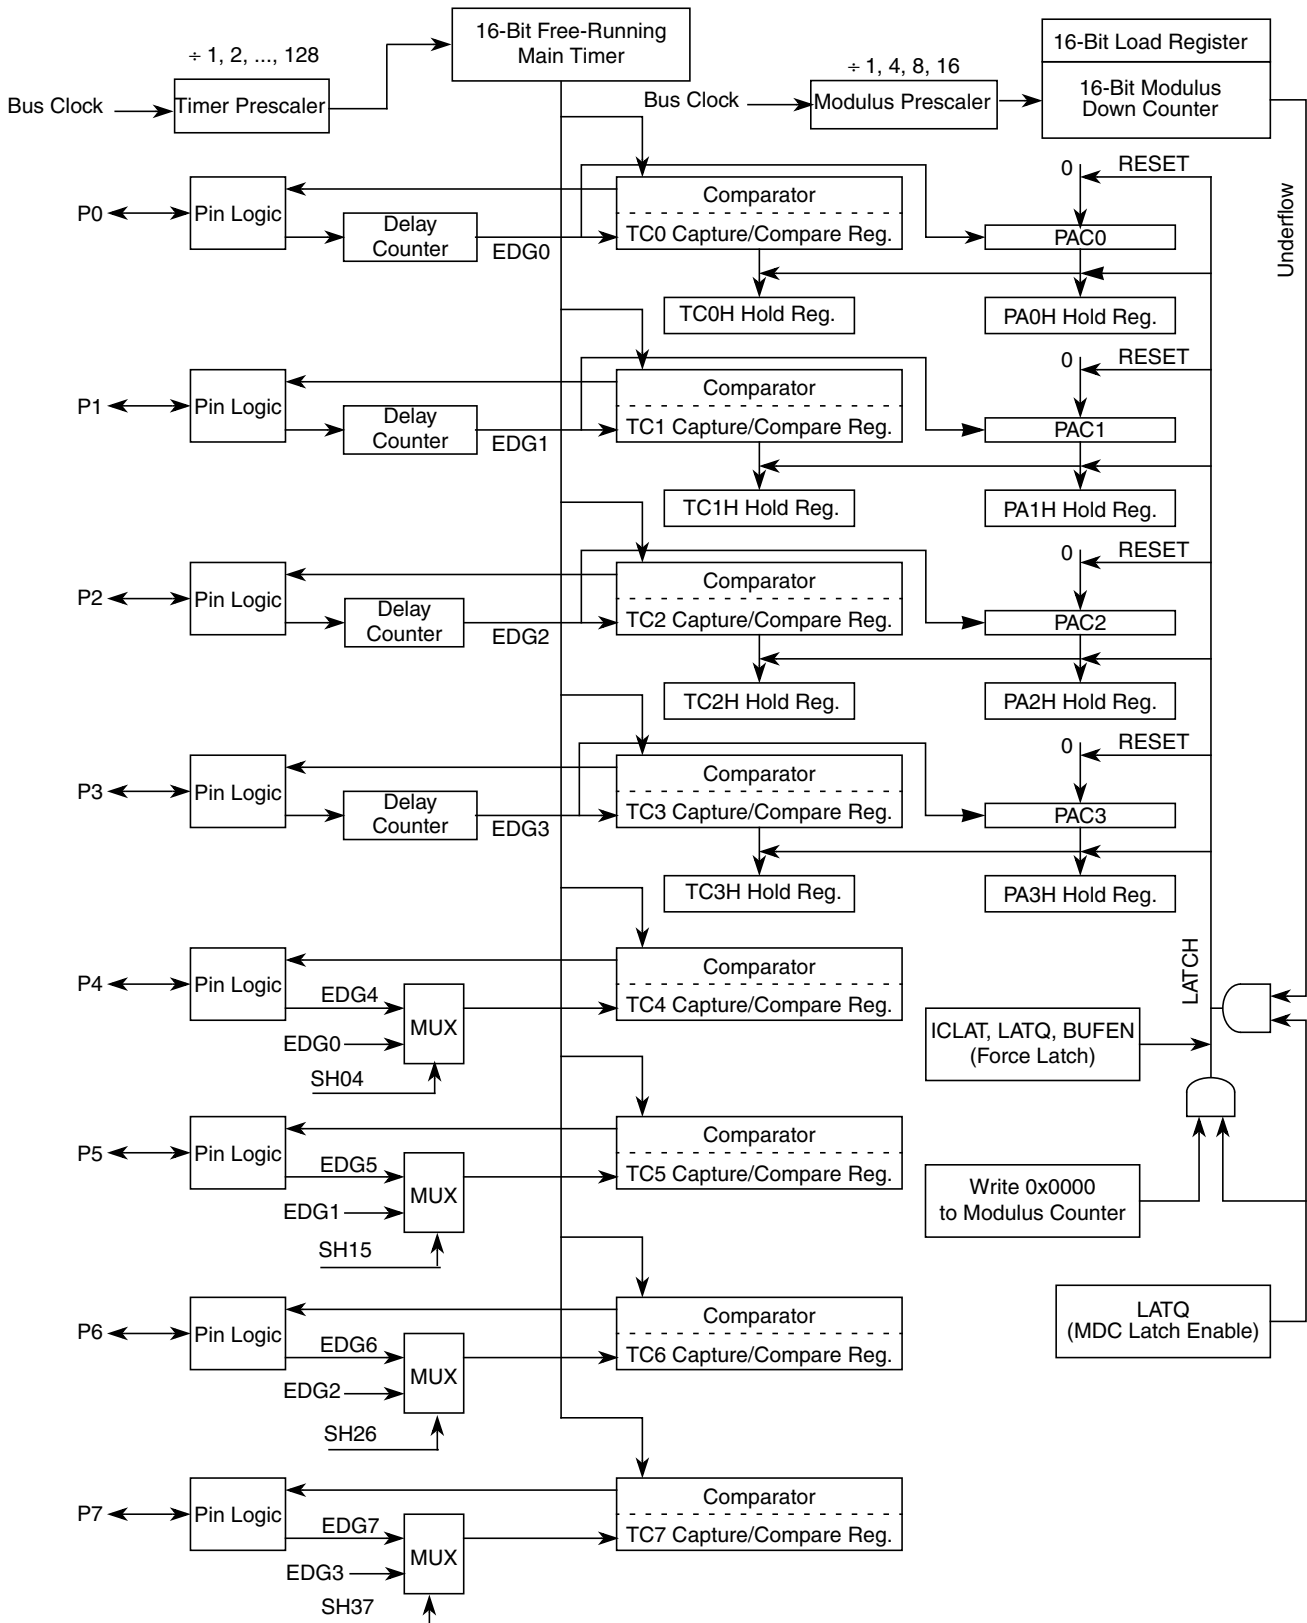 16-Bit Free-Running
Main Timer
16-Bit Load Register
16-Bit Modulus
Down Counter
÷ 1, 2, ..., 128
÷ 1, 4, 8, 16
Bus Clock
Timer Prescaler
Bus Clock
Modulus Prescaler
Underflow
P0
Pin Logic
Delay
Counter
EDG0
Comparator
TC0 Capture/Compare Reg.
0
RESET
PAC0
TC0H Hold Reg.
PA0H Hold Reg.
P1
Pin Logic
Delay
Counter
EDG1
Comparator
TC1 Capture/Compare Reg.
0
RESET
PAC1
TC1H Hold Reg.
PA1H Hold Reg.
P2
Pin Logic
Delay
Counter
EDG2
Comparator
TC2 Capture/Compare Reg.
0
RESET
PAC2
TC2H Hold Reg.
PA2H Hold Reg.
P3
Pin Logic
Delay
Counter
EDG3
Comparator
TC3 Capture/Compare Reg.
0
RESET
PAC3
TC3H Hold Reg.
PA3H Hold Reg.
LATCH
P4
Pin Logic
EDG4
EDG0
MUX
SH04
Comparator
TC4 Capture/Compare Reg.
ICLAT, LATQ, BUFEN
(Force Latch)
P5
Pin Logic
EDG5
EDG1
MUX
SH15
Comparator
TC5 Capture/Compare Reg.
Write 0x0000
to Modulus Counter
P6
Pin Logic
EDG6
EDG2
MUX
SH26
Comparator
TC6 Capture/Compare Reg.
LATQ
(MDC Latch Enable)
P7
Pin Logic
EDG7
EDG3
MUX
SH37
Comparator
TC7 Capture/Compare Reg.